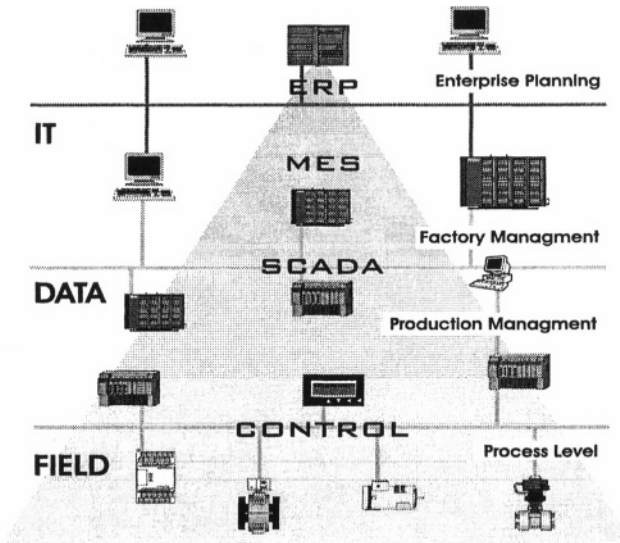 ERP
Enterprise Planning
IT
MES
Factory Managment
SCADA
DATA
Production Managment
CONTROL
FIELD
Process Level